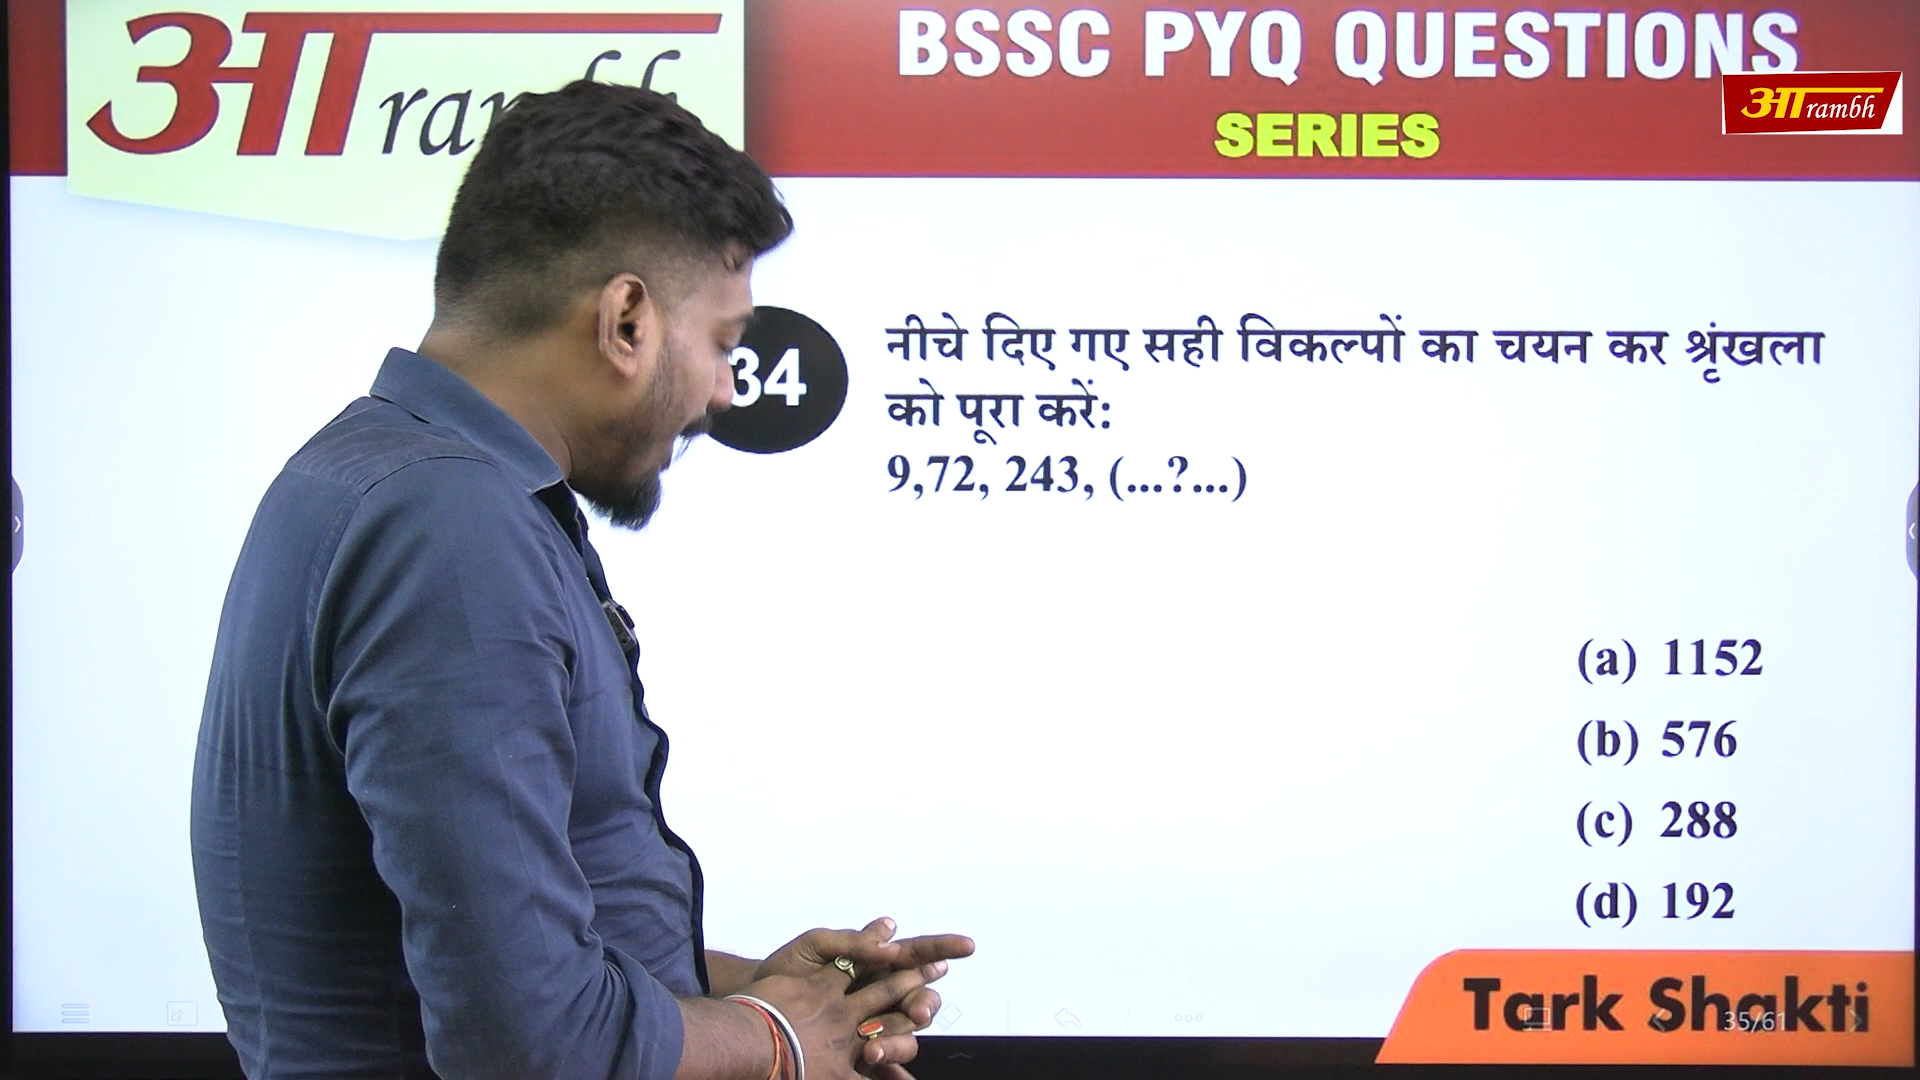 आ
BSSC PYQ QUESTIONS
SERIES
आrambh
34
नीचे दिए गए सही विकल्पों का चयन कर श्रृंखला
को पूरा करें:
9,72, 243, (...?...)
(a) 1152
(b) 576
(c) 288
(d) 192
Tark Shakti
35/61